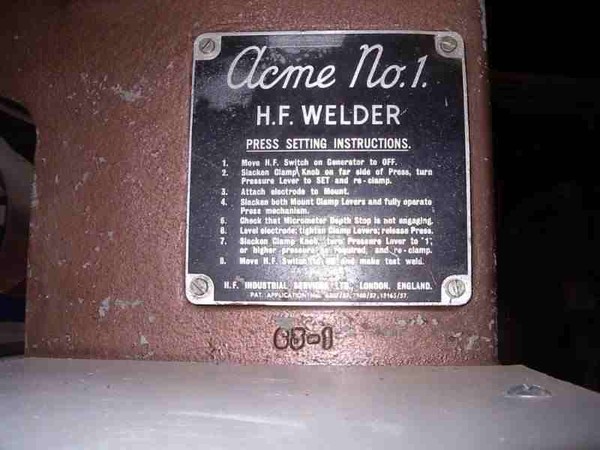 Acme No.1.
H.F. WELDER
PRESS SETTING INSTRUCTIONS.
1. Move H.F. Switch on Generator to OFF.
2. Slacken Clamp Knob on far side of Press, turn
Pressure Lever to SET and re-clamp.
3. Attach electrode to Mount.
4. Slacken both Mount Clamp Levers and fully operate
Press mechanism.
5. Check that Micrometer Depth Stop is not engaging.
6. Level electrode; tighten Clamp Levers; release Press.
7. Slacken Clamp Knob, turn Pressure Lever to "1",
or higher pressure as required, and re-clamp.
8. Move H.F. Switch to and make test weld.
H.F. INDUSTRIAL SERVICES LTD., LONDON, ENGLAND.
PAT. APPLICATION